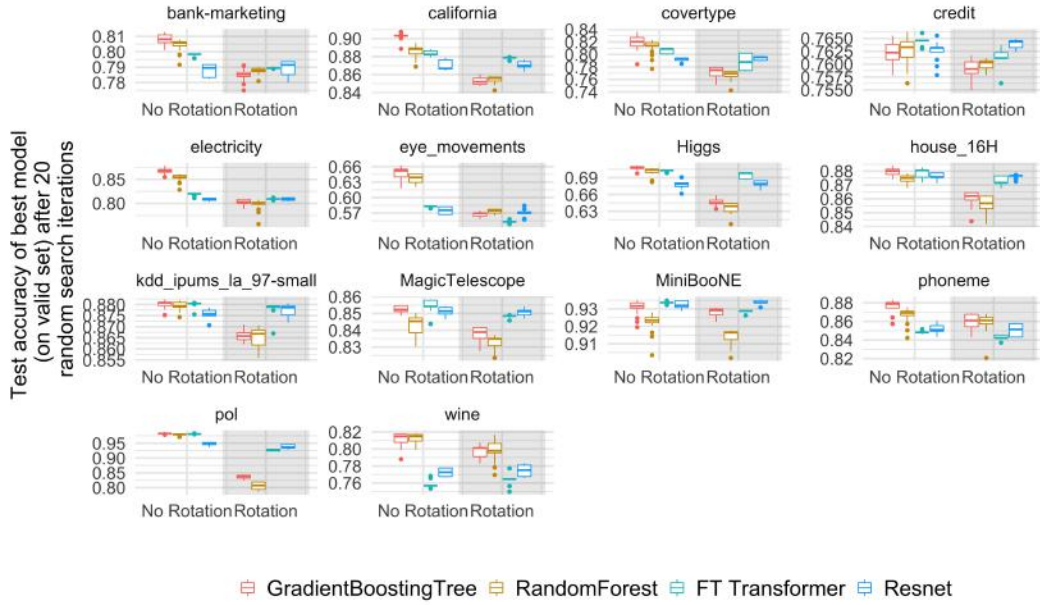 bank-marketing
california
covertype
credit
0.81
0.80
0.79
0.78
0.90
0.88
0.86
0.84
0.84
0.82
0.80
0.78
0.76
0.74
0.7650
0.7625
0.7600
0.7575
0.7550
No Rotation Rotation
No Rotation Rotation
No Rotation Rotation
No Rotation Rotation
electricity
eye_movements
Higgs
house_16H
0.85
0.80
0.66
0.63
0.60
0.57
0.69
0.66
0.63
0.88
0.87
0.86
0.85
0.84
No Rotation Rotation
No Rotation Rotation
No Rotation Rotation
No Rotation Rotation
kdd_ipums_la_97-small
MagicTelescope
MiniBooNE
phoneme
0.880
0.875
0.870
0.865
0.860
0.855
0.86
0.85
0.84
0.83
0.93
0.92
0.91
0.88
0.86
0.84
0.82
No Rotation Rotation
No Rotation Rotation
No Rotation Rotation
No Rotation Rotation
pol
wine
0.95
0.90
0.85
0.80
0.82
0.80
0.78
0.76
No Rotation Rotation
No Rotation Rotation
Test accuracy of best model
(on valid set) after 20
random search iterations
GradientBoostingTree RandomForest FT Transformer Resnet